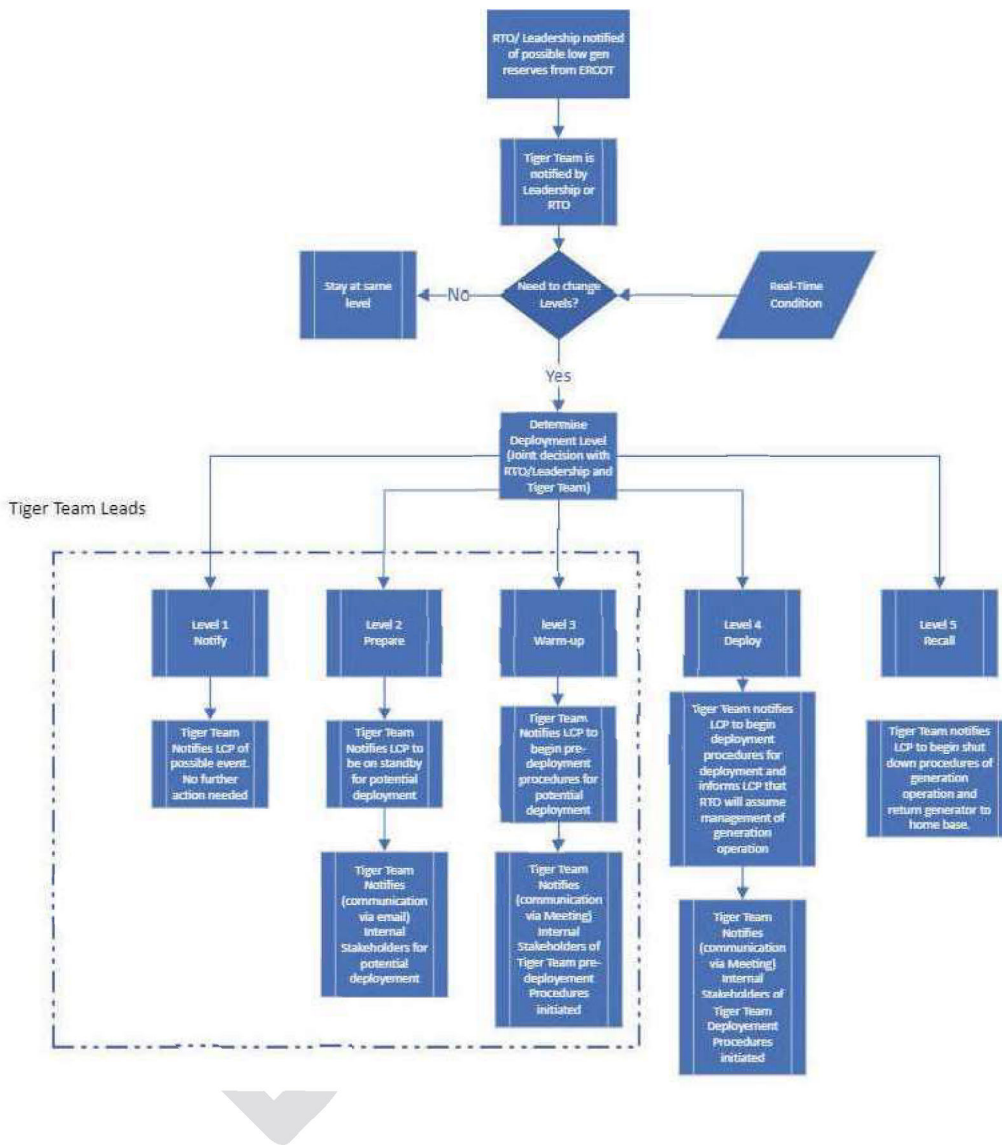 RTO/ Leadership notified
of possible low gen
reserves from ERCOT
Tiger Team is
notified by
Leadership or
RTO
Stay at same
level
No
Need to change
Levels?
Real-Time
Condition
Yes
Determine
Deployment Level
(Joint decision with
RTO/Leadership and
Tiger Team)
Tiger Team Leads
Level 1
Notify
Level 2
Prepare
level 3
Warm-up
Level 4
Deploy
Level 5
Recall
Tiger Team
Notifies LCP of
possible event.
No further
action needed
Tiger Team
Notifies LCP to
be on standby
for potential
deployment
Tiger Team
Notifies LCP to
begin pre-
deployment
procedures for
potential
deployment
Tiger Team notifies
LCP to begin
deployment
procedures for
deployment and
informs LCP that
RTO will assume
management of
generation
operation
Tiger Team notifies
LCP to begin shut
down procedures of
generation
operation and
return generator to
home base.
Tiger Team
Notifies
(communication
via email)
Internal
Stakeholders for
potential
deployement
Tiger Team
Notifies
(communication
via Meeting)
Internal
Stakeholders of
Tiger Team pre-
deployement
Procedures
initiated
Tiger Team
Notifies
(communication
via Meeting)
Internal
Stakeholders of
Tiger Team
Deployement
Procedures
initiated